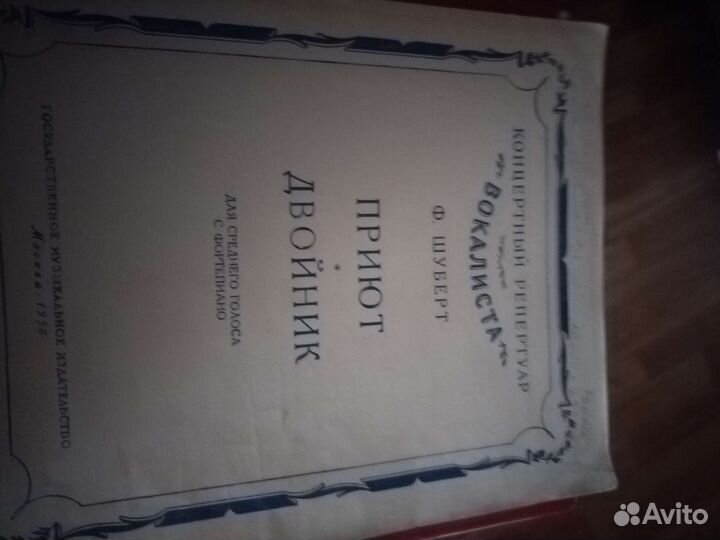 КОНЦЕРТНЫЙ РЕПЕРТУАР
ВОКАЛИСТА
Ф. ШУБЕРТ
ПРИЮТ
ДВОЙНИК
ДЛЯ СРЕДНЕГО ГОЛОСА
С ФОРТЕПИАНО
ГОСУДАРСТВЕННОЕ МУЗЫКАЛЬНОЕ ИЗДАТЕЛЬСТВО
Москва · 1956
Avito